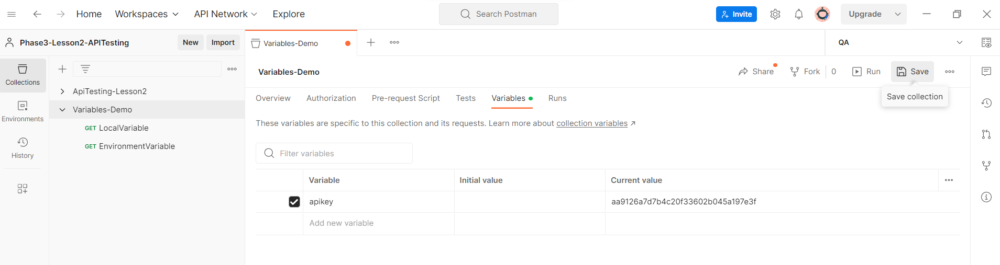 Home Workspaces API Network Explore Search Postman Invite Upgrade
Phase3-Lesson2-APITesting New Import Variables-Demo QA
Collections
Environments
History
ApiTesting-Lesson2
Variables-Demo
GET LocalVariable
GET EnvironmentVariable
Variables-Demo Share Fork 0 Run Save
Save collection
Overview Authorization Pre-request Script Tests Variables Runs
These variables are specific to this collection and its requests. Learn more about collection variables ↗
Filter variables
Variable Initial value Current value
apikey aa9126a7d7b4c20f33602b045a197e3f
Add new variable